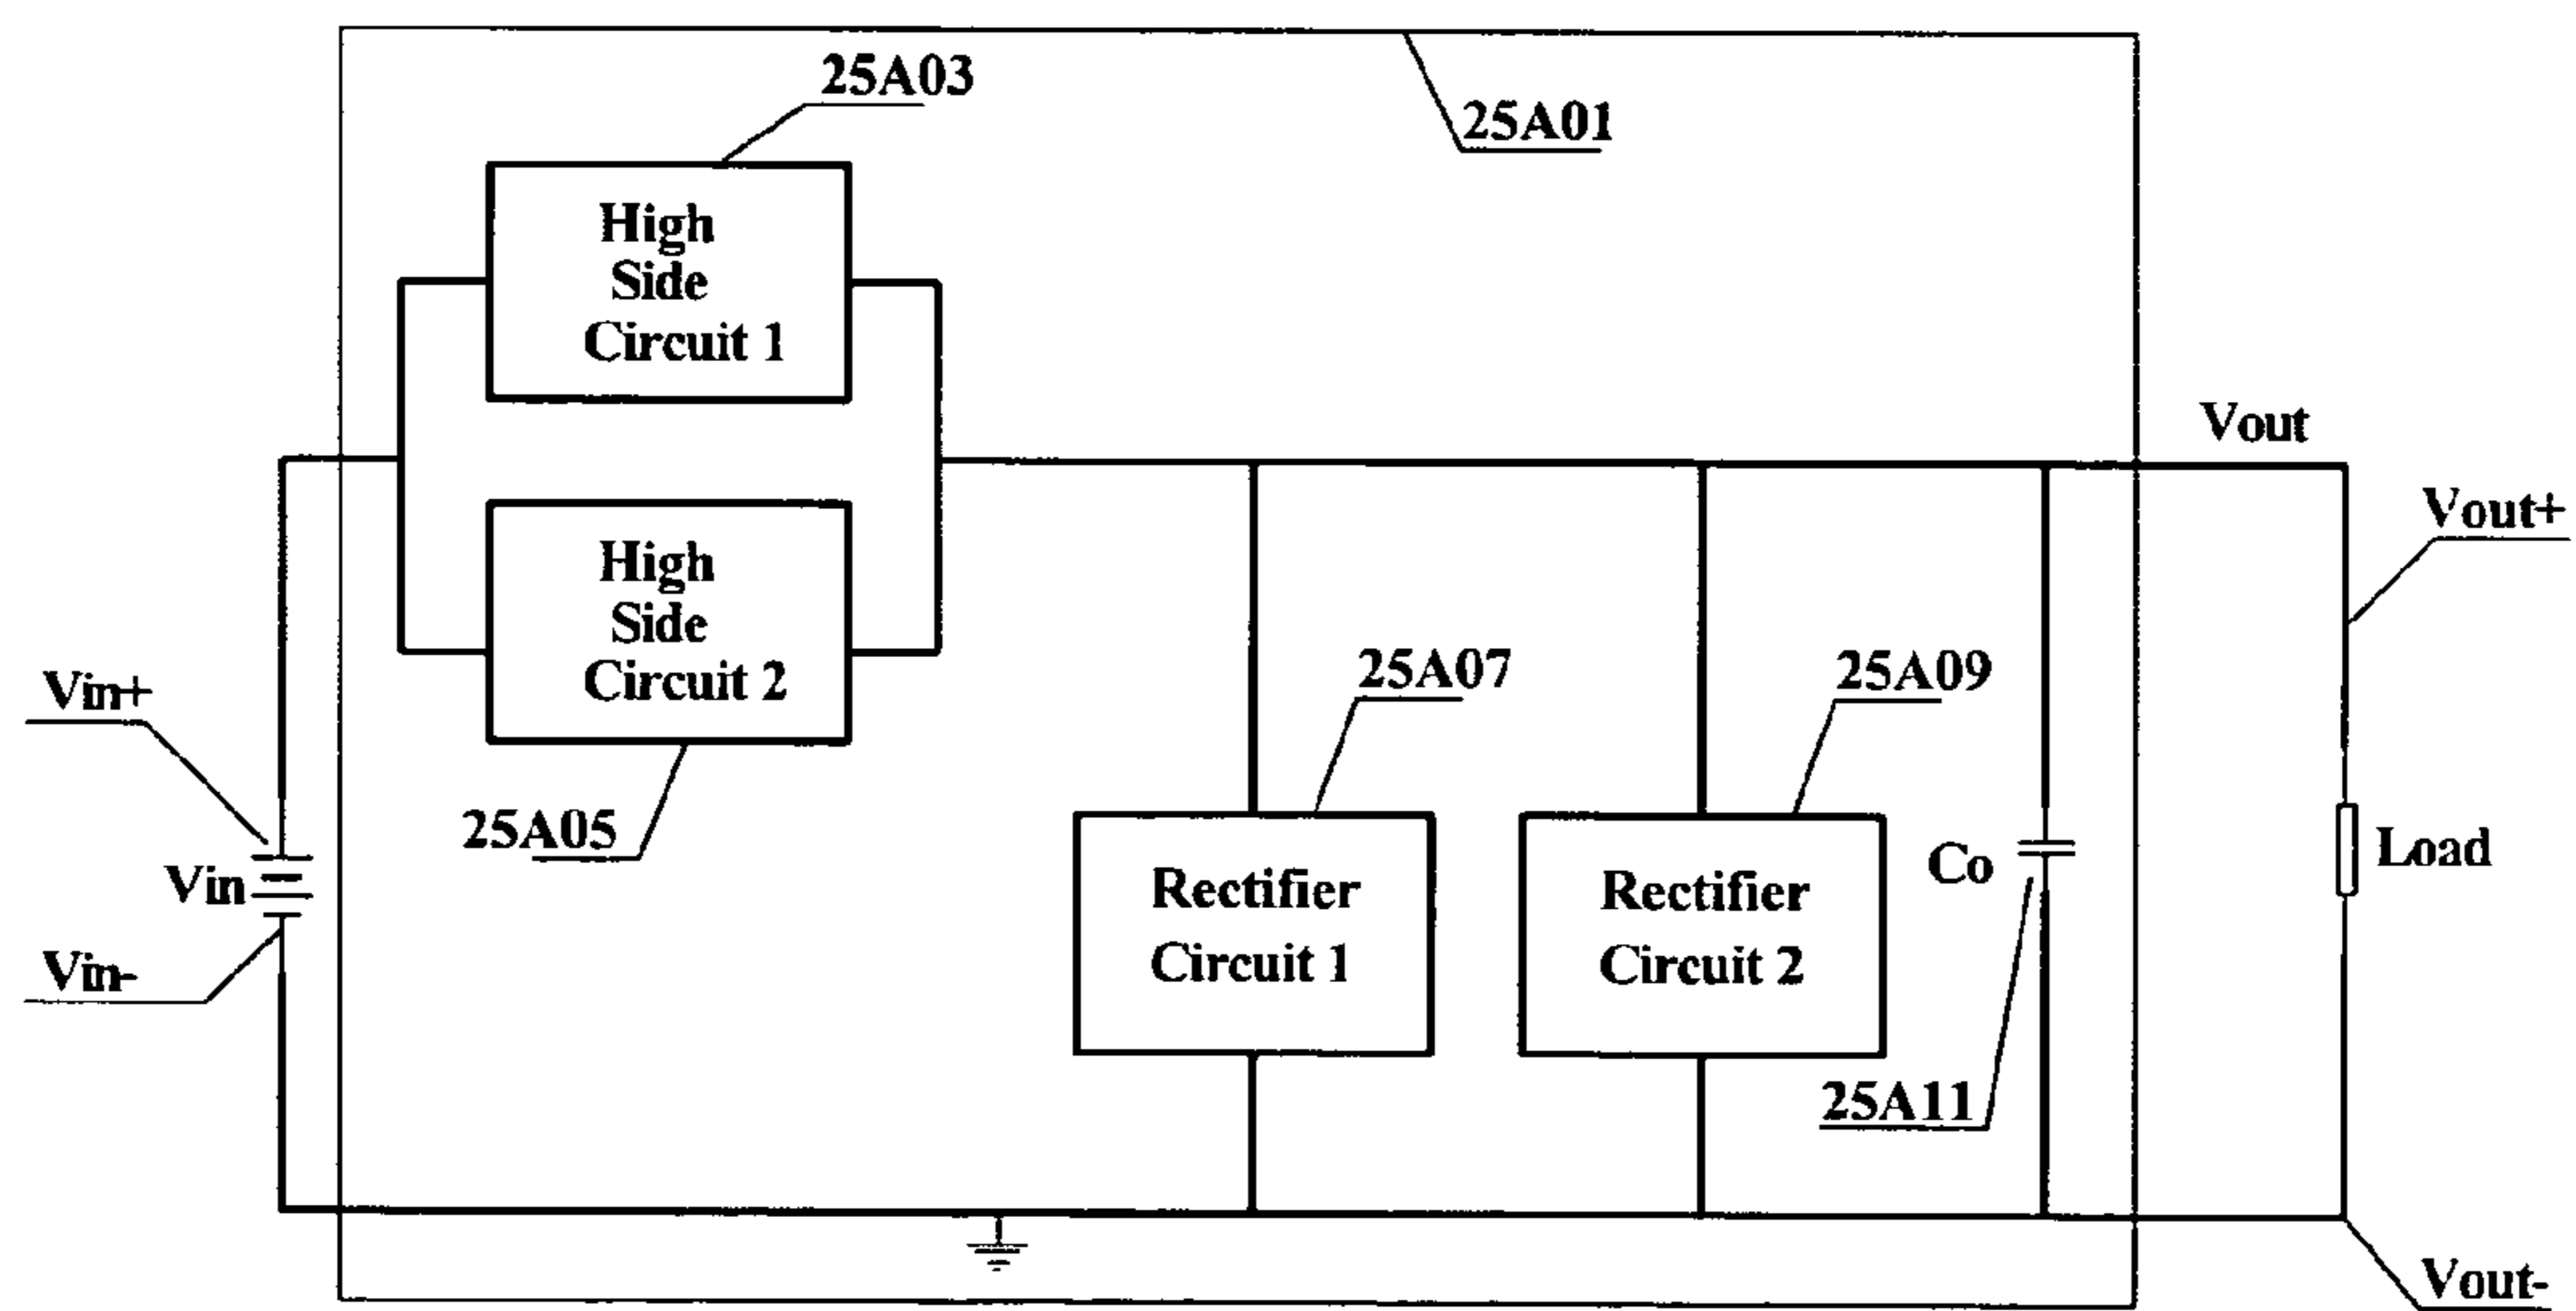 25A03
25A01
High
Side
Circuit 1
Vout
Vout+
High
Side
Circuit 2
Vin+
25A07
25A09
25A05
Vin
Co
Load
Rectifier
Circuit 1
Rectifier
Circuit 2
Vin-
25A11
Vout-